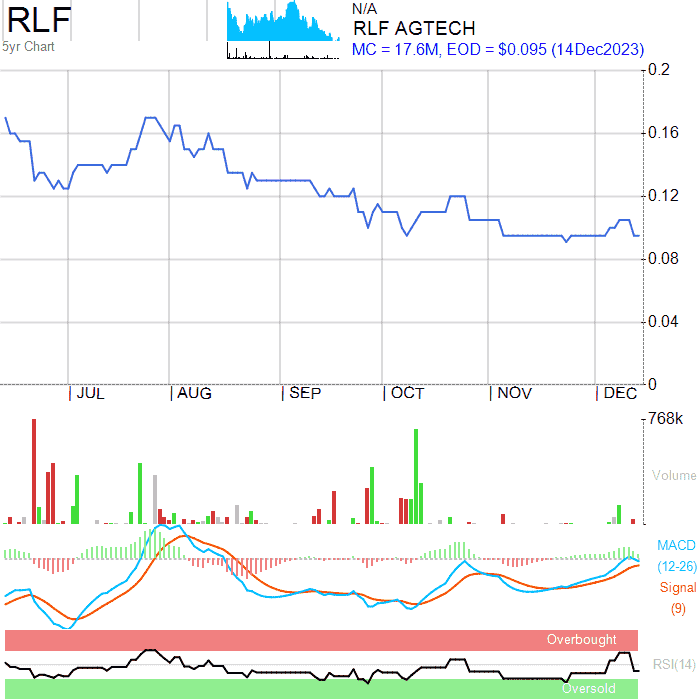 RLF
5yr Chart
N/A
RLF AGTECH
MC = 17.6M, EOD = $0.095 (14Dec2023)
0.2
0.16
0.12
0.08
0.04
0
JUL AUG SEP OCT NOV DEC
768k
Volume
MACD
(12-26)
Signal
(9)
Overbought
RSI(14)
Oversold